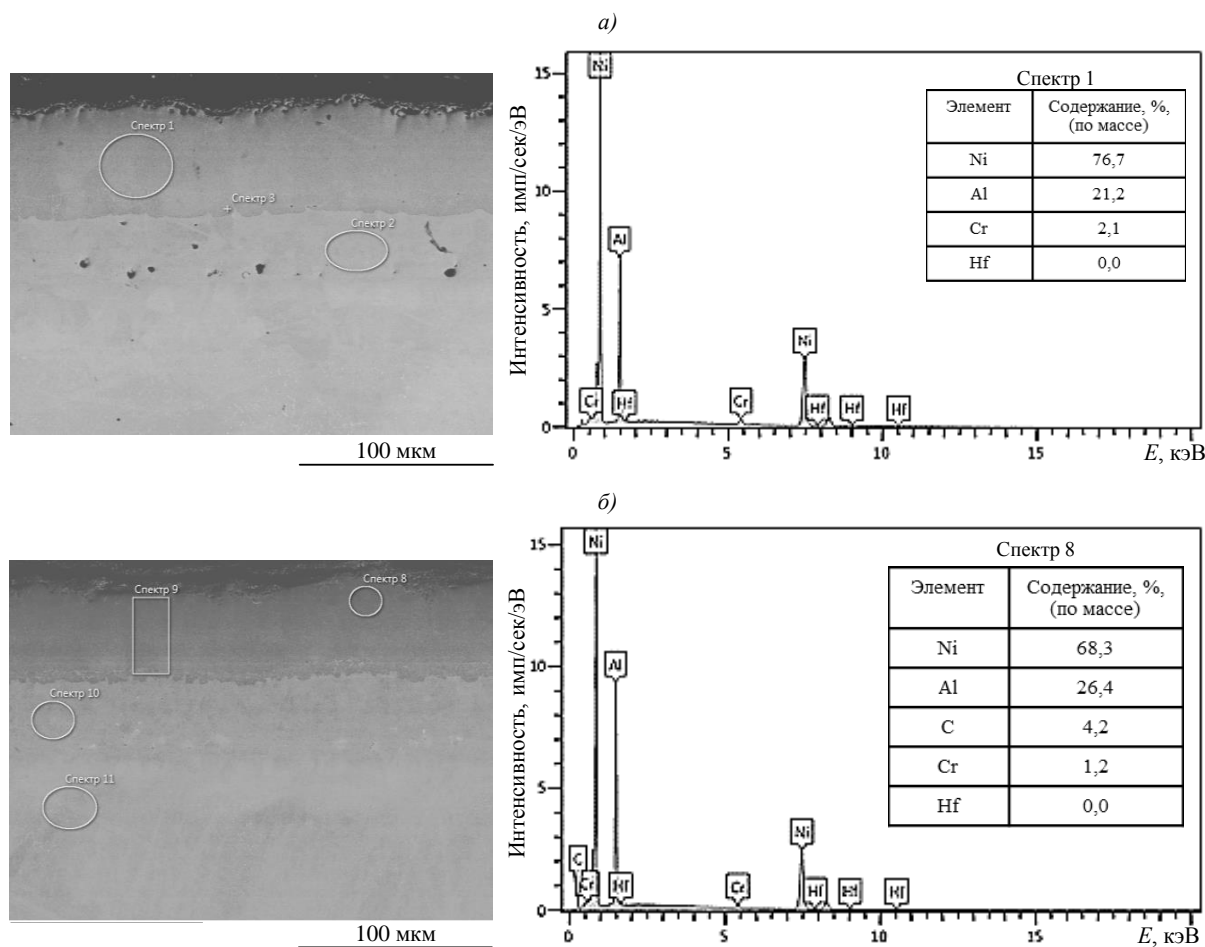 а)
Спектр 1
Спектр 3
Спектр 2
100 мкм
Интенсивность, имп/сек/эВ
15
10
5
0
Ni
Al
Cr
Hf
Cr
Ni
Hf
Hf
Hf
0
5
10
15
E, кэВ
Спектр 1
Элемент Содержание, %,
(по массе)
Ni 76,7
Al 21,2
Cr 2,1
Hf 0,0
б)
Спектр 9
Спектр 8
Спектр 10
Спектр 11
100 мкм
Интенсивность, имп/сек/эВ
15
10
5
0
Ni
Al
C
Cr
Hf
Cr
Ni
Hf
Hf
Hf
0
5
10
15
E, кэВ
Спектр 8
Элемент Содержание, %,
(по массе)
Ni 68,3
Al 26,4
C 4,2
Cr 1,2
Hf 0,0